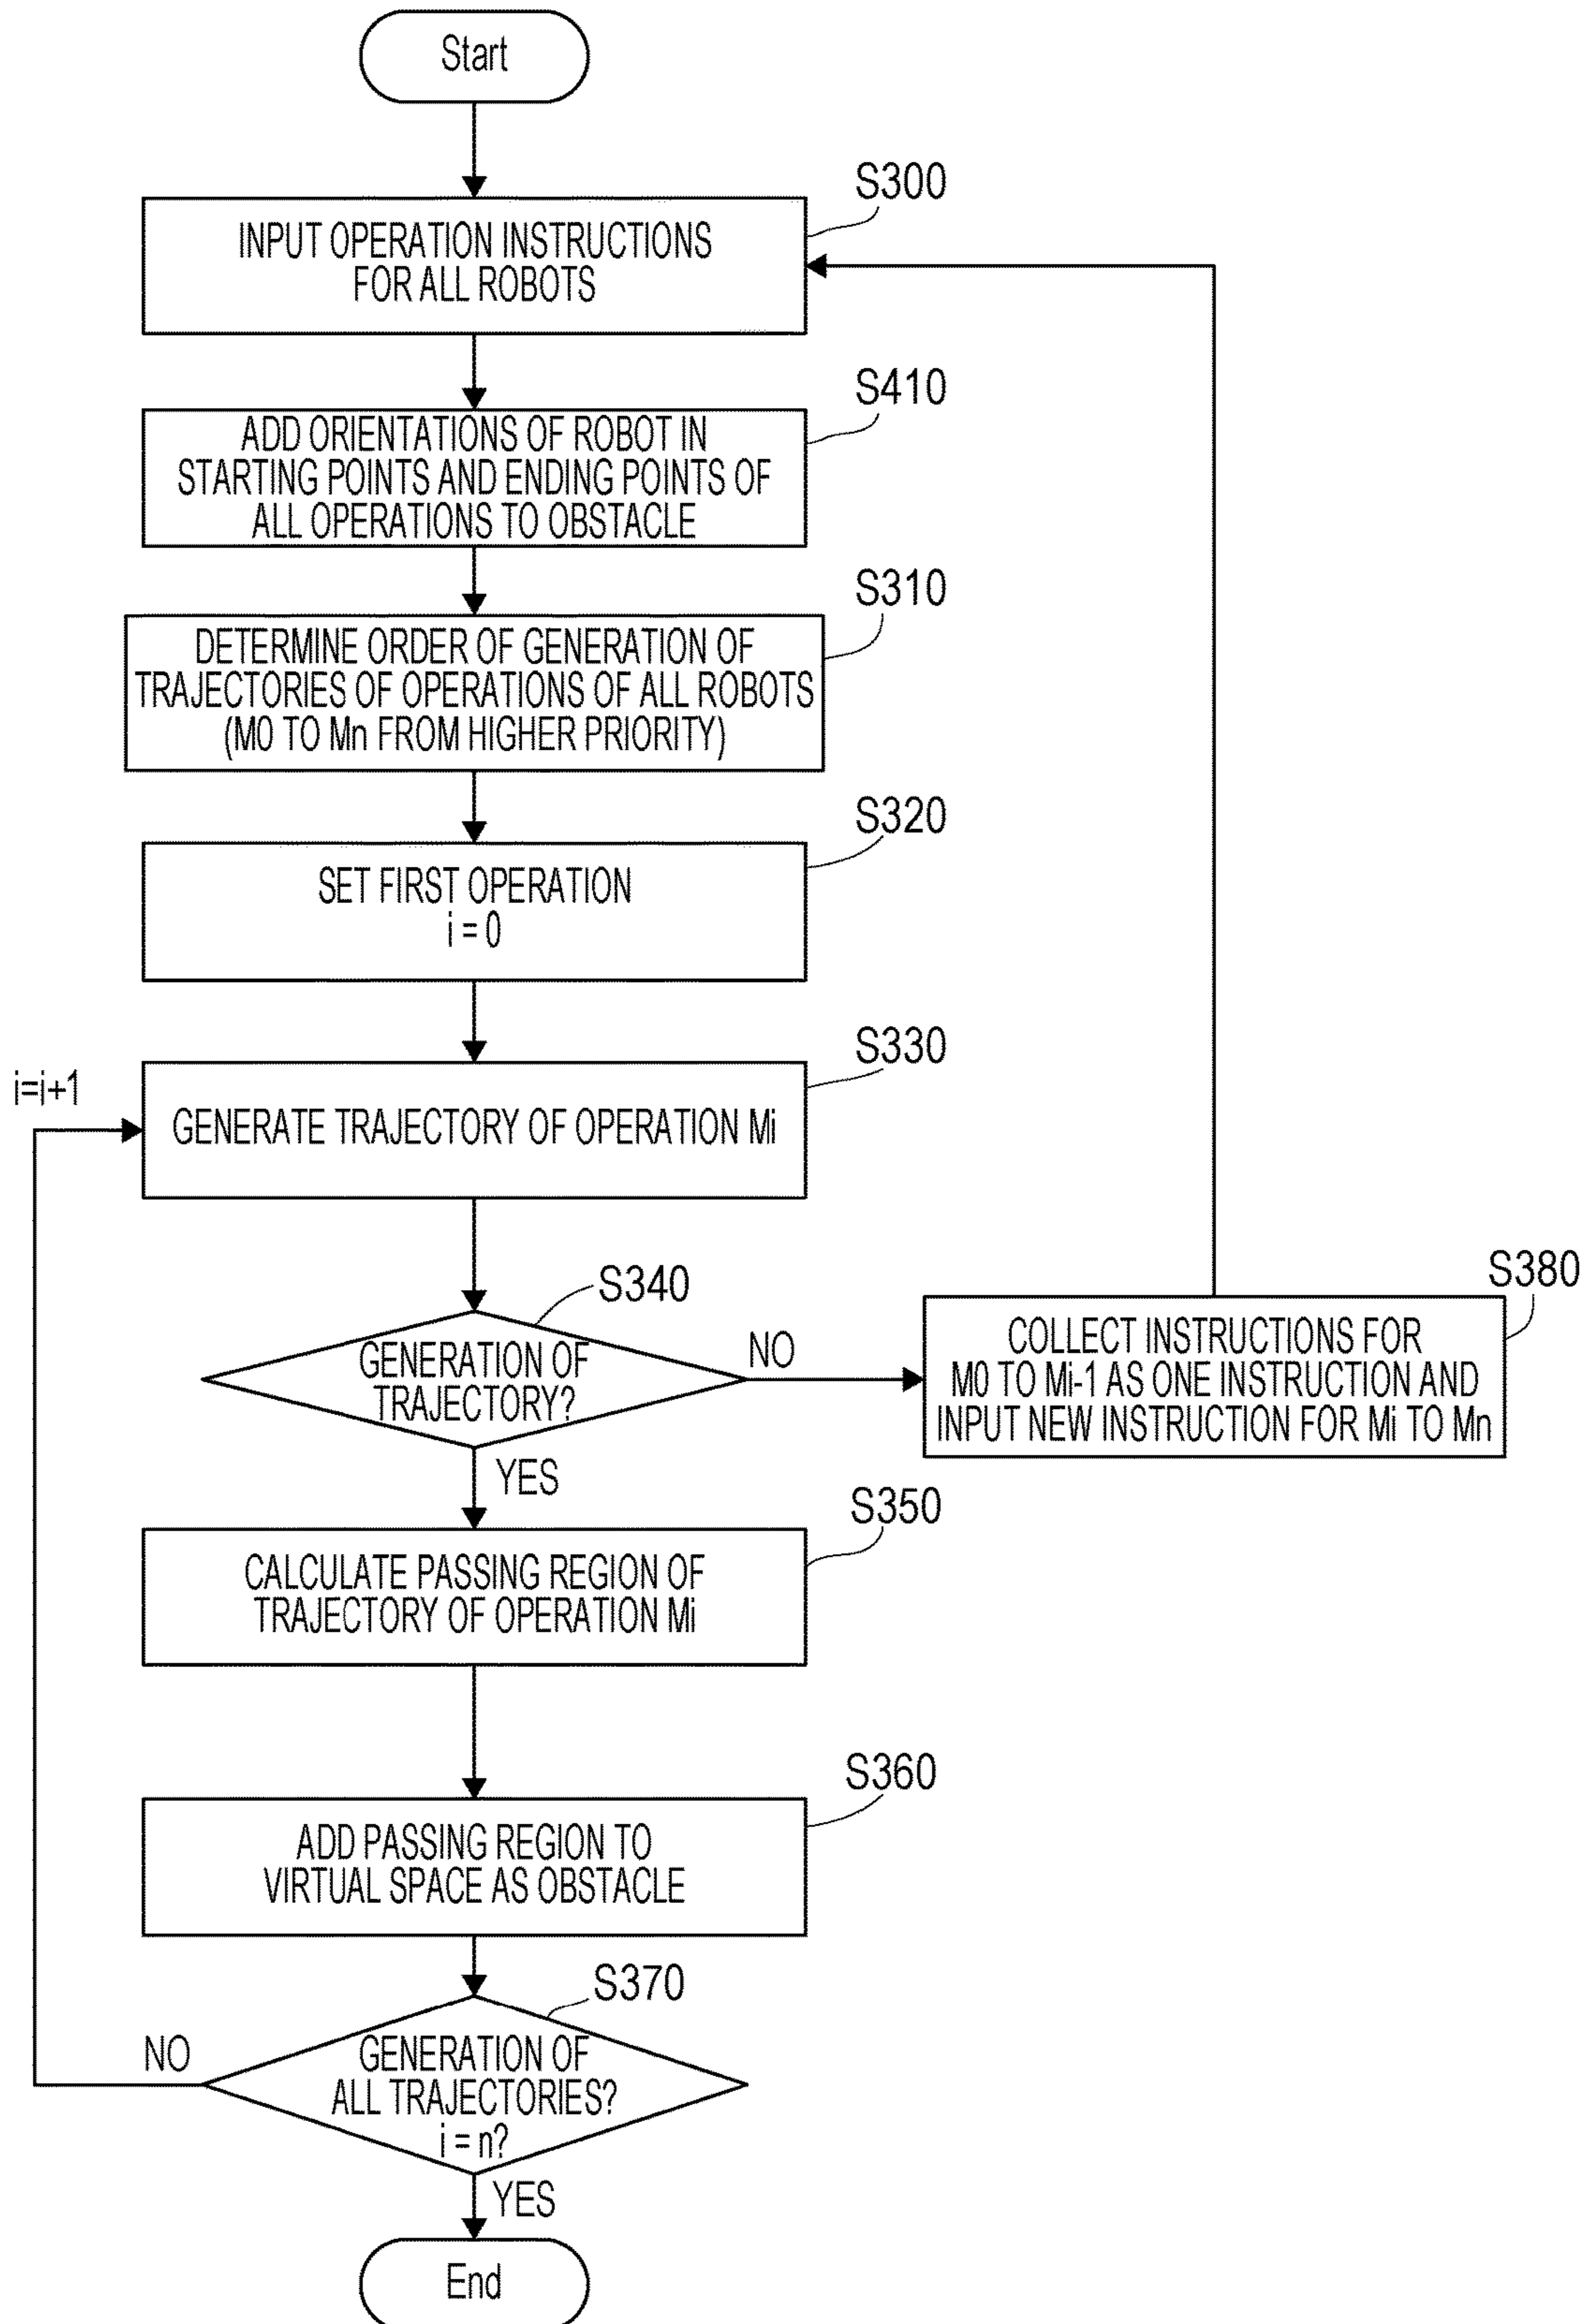 Start
S300
INPUT OPERATION INSTRUCTIONS
FOR ALL ROBOTS
S410
ADD ORIENTATIONS OF ROBOT IN
STARTING POINTS AND ENDING POINTS OF
ALL OPERATIONS TO OBSTACLE
S310
DETERMINE ORDER OF GENERATION OF
TRAJECTORIES OF OPERATIONS OF ALL ROBOTS
(M0 TO Mn FROM HIGHER PRIORITY)
S320
SET FIRST OPERATION
i = 0
S330
i=i+1
GENERATE TRAJECTORY OF OPERATION Mi
S340
GENERATION OF
TRAJECTORY?
NO
YES
S380
COLLECT INSTRUCTIONS FOR
M0 TO Mi-1 AS ONE INSTRUCTION AND
INPUT NEW INSTRUCTION FOR Mi TO Mn
S350
CALCULATE PASSING REGION OF
TRAJECTORY OF OPERATION Mi
S360
ADD PASSING REGION TO
VIRTUAL SPACE AS OBSTACLE
S370
NO
GENERATION OF
ALL TRAJECTORIES?
i = n?
YES
End